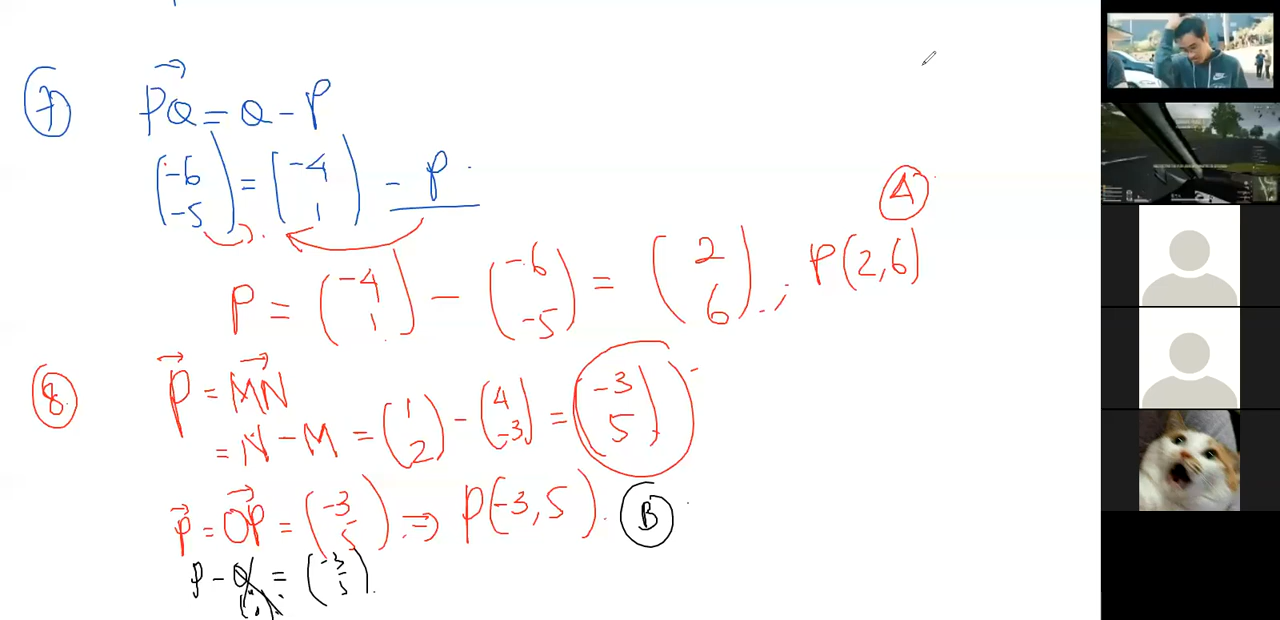 7 PQ = Q - P
(-6 -5) = (-4 1) - P
A
P = (-4 1) - (-6 -5) = (2 6) ; P(2,6)
8 P = MN
= N - M = (1 2) - (4 -3) = (-3 5)
P = OP = (-3 5) => P(-3,5). B
P - O = (-3 5).